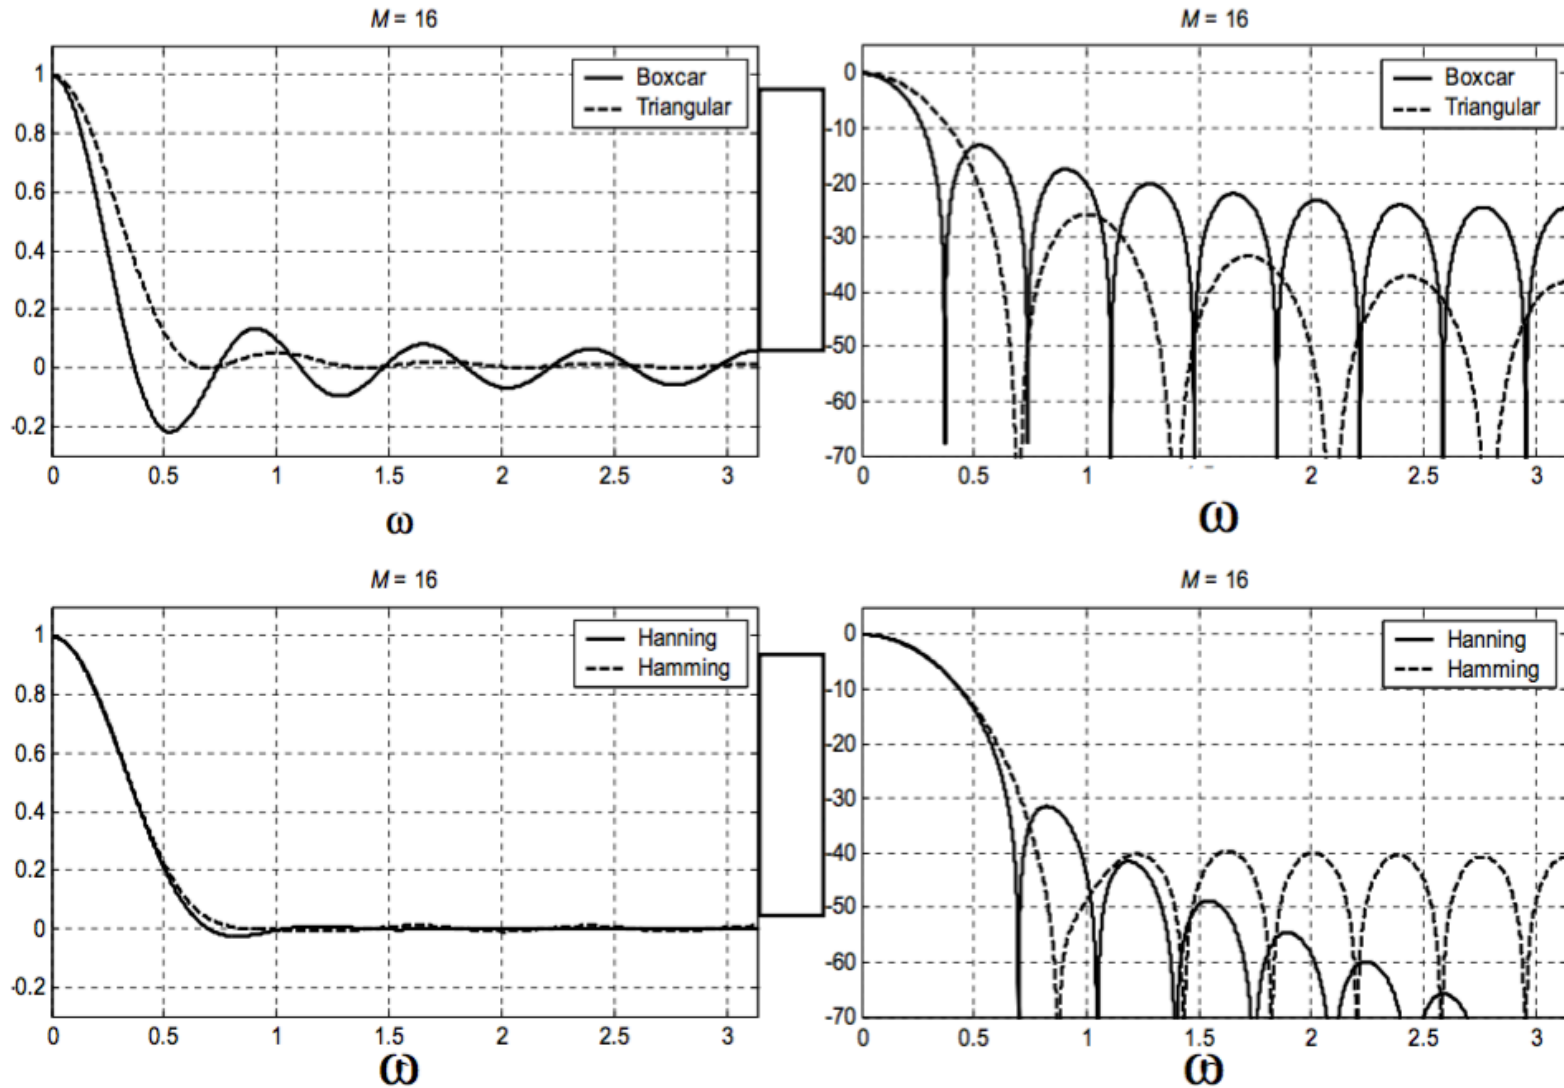 M = 16
1
0.8
0.6
0.4
0.2
0
-0.2
Boxcar
Triangular
0 0.5 1 1.5 2 2.5 3
ω
M = 16
0
-10
-20
-30
-40
-50
-60
-70
Boxcar
Triangular
0 0.5 1 2 2.5 3
ω
M = 16
1
0.8
0.6
0.4
0.2
0
-0.2
Hanning
Hamming
0 0.5 1 1.5 2 2.5 3
ω
M = 16
0
-10
-20
-30
-40
-50
-60
-70
Hanning
Hamming
0 0.5 1 1.5 2 2.5 3
ω